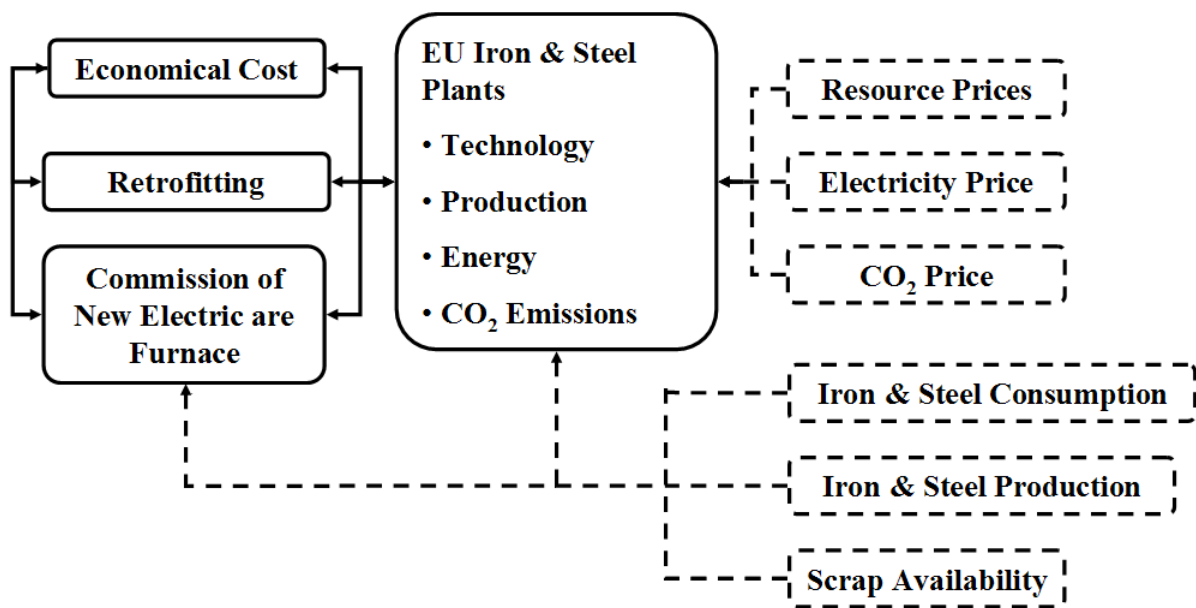 Economical Cost
Retrofitting
Commission of
New Electric are
Furnace
EU Iron & Steel
Plants
• Technology
• Production
• Energy
• CO₂ Emissions
Resource Prices
Electricity Price
CO₂ Price
Iron & Steel Consumption
Iron & Steel Production
Scrap Availability